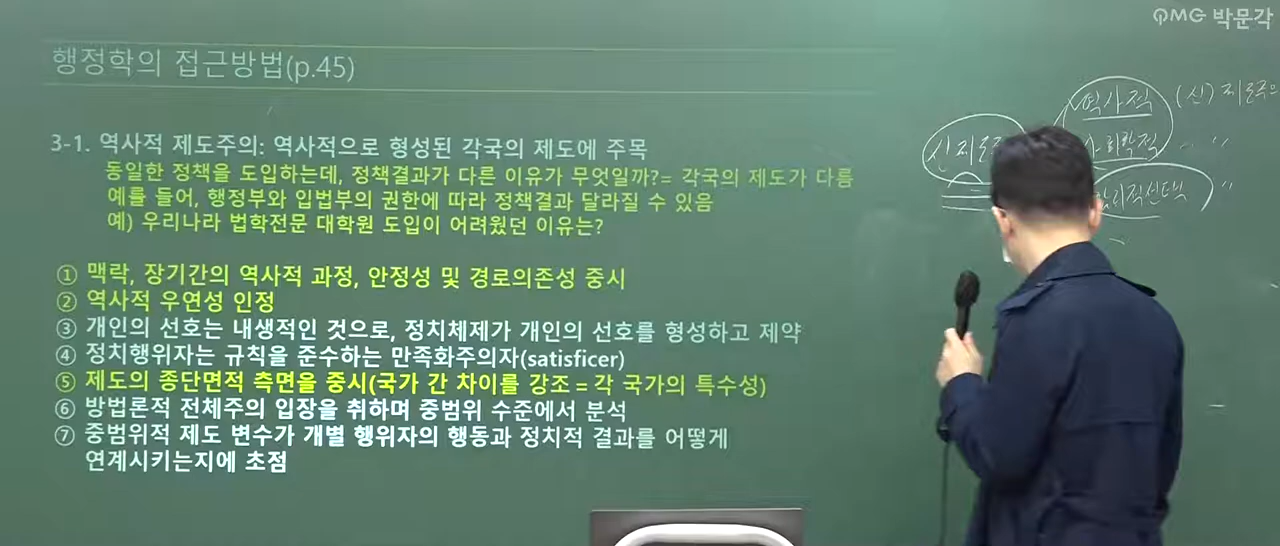 QMG 박문각
행정학의 접근방법(p.45)
3-1. 역사적 제도주의: 역사적으로 형성된 각국의 제도에 주목
동일한 정책을 도입하는데, 정책결과가 다른 이유가 무엇일까?= 각국의 제도가 다름
예를 들어, 행정부와 입법부의 권한에 따라 정책결과 달라질 수 있음
예) 우리나라 법학전문 대학원 도입이 어려웠던 이유는?
① 맥락, 장기간의 역사적 과정, 안정성 및 경로의존성 중시
② 역사적 우연성 인정
③ 개인의 선호는 내생적인 것으로, 정치체제가 개인의 선호를 형성하고 제약
④ 정치행위자는 규칙을 준수하는 만족화주의자(satisficer)
⑤ 제도의 종단면적 측면을 중시(국가 간 차이를 강조 = 각 국가의 특수성)
⑥ 방법론적 전체주의 입장을 취하며 중범위 수준에서 분석
⑦ 중범위적 제도 변수가 개별 행위자의 행동과 정치적 결과를 어떻게
연계시키는지에 초점
역사적 (신) 제도주의
신제도
회학적 " "
리적선택 "